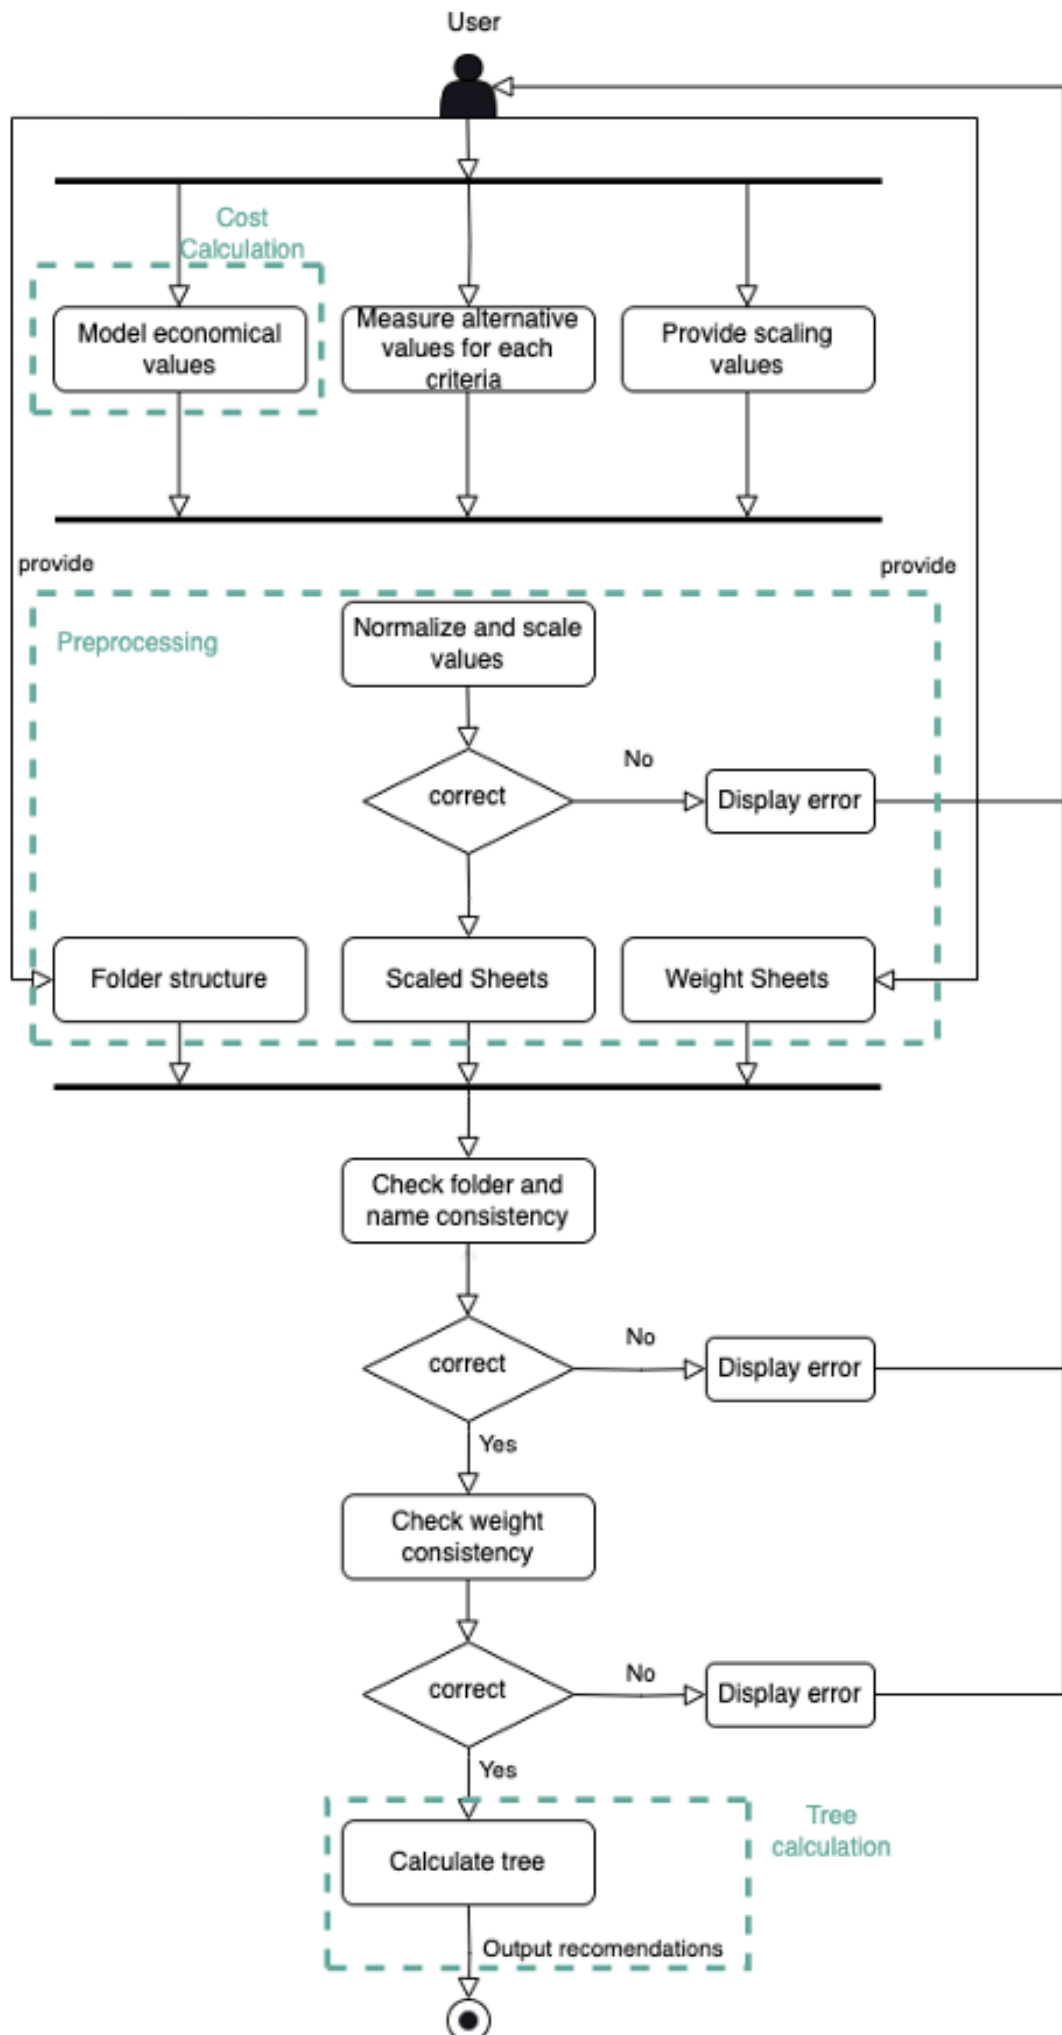 User
Cost
Calculation
Model economical
values
Measure alternative
values for each
criteria
Provide scaling
values
provide
provide
Preprocessing
Normalize and scale
values
correct
No
Display error
Folder structure
Scaled Sheets
Weight Sheets
Check folder and
name consistency
correct
No
Display error
Yes
Check weight
consistency
correct
No
Display error
Yes
Tree
calculation
Calculate tree
Output recomendations